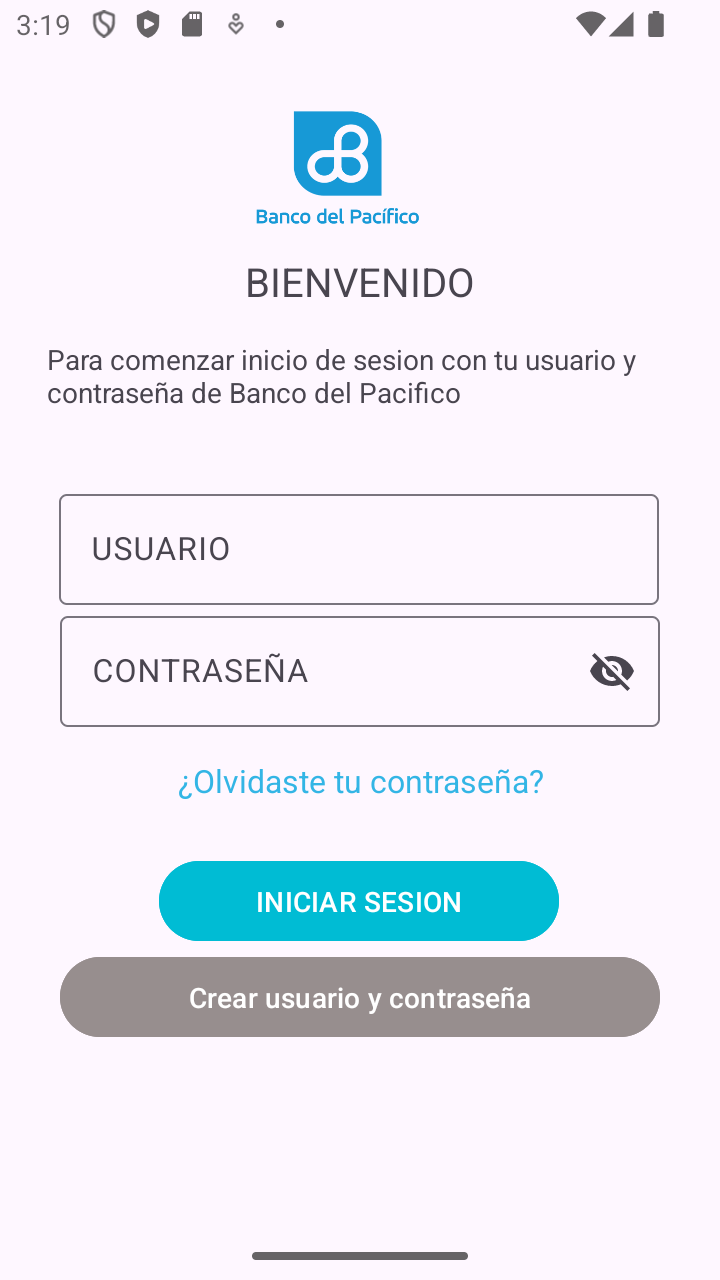 3:19
Banco del Pacífico
BIENVENIDO
Para comenzar inicio de sesion con tu usuario y
contraseña de Banco del Pacifico
USUARIO
CONTRASEÑA
¿Olvidaste tu contraseña?
INICIAR SESION
Crear usuario y contraseña